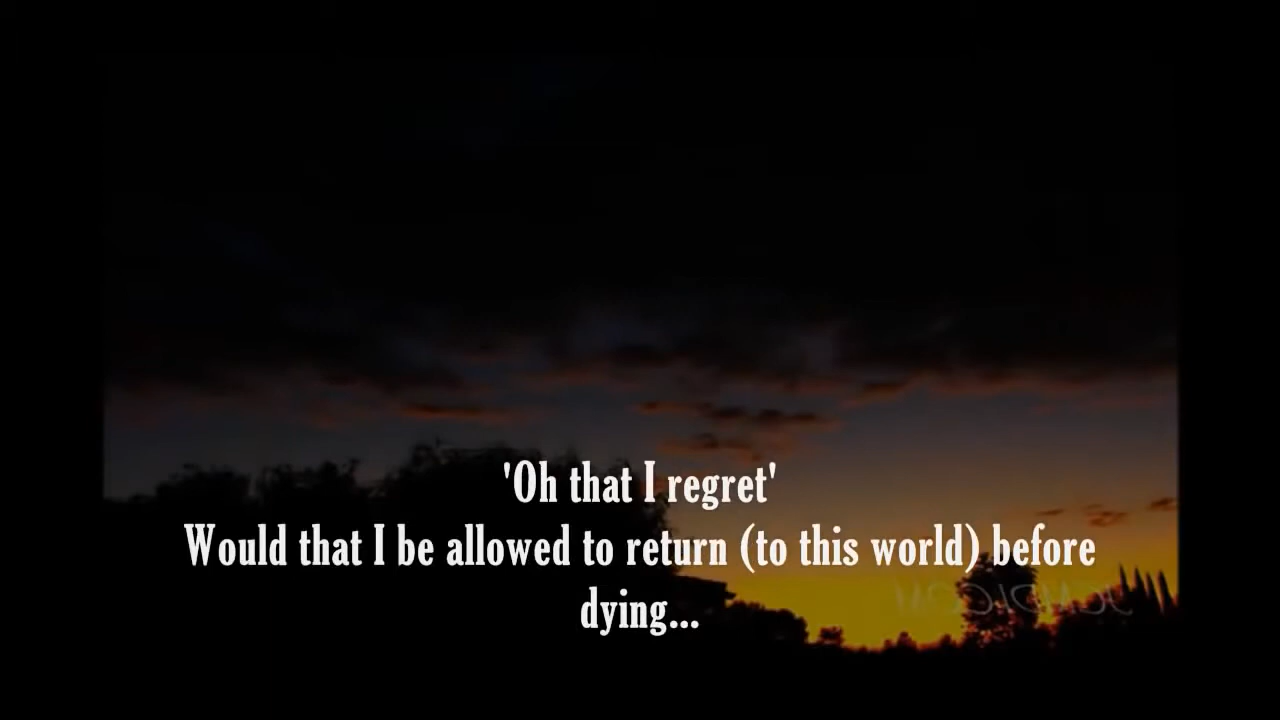 'Oh that I regret'
Would that I be allowed to return (to this world) before
dying...